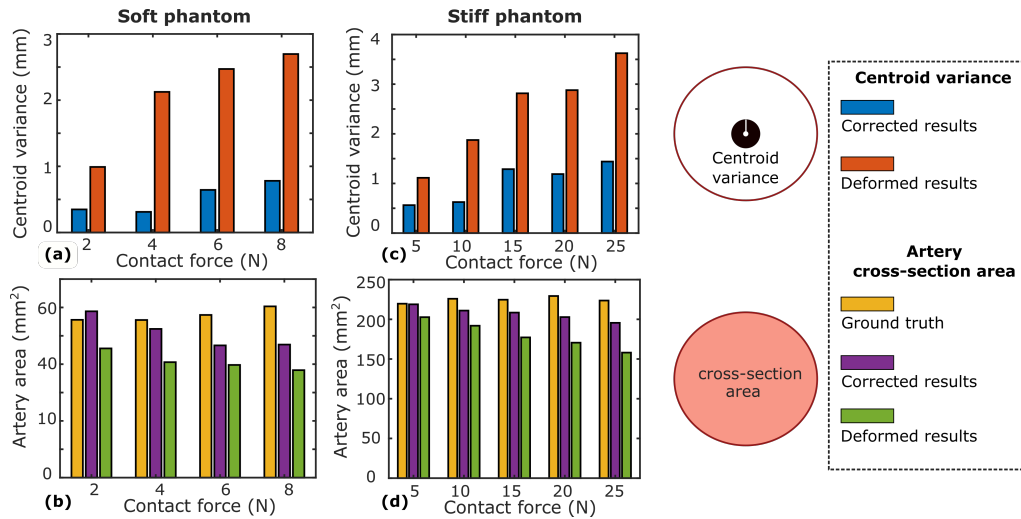 Soft phantom
Stiff phantom
3
2
1
0
Centroid variance (mm)
2
4
6
8
(a)
Contact force (N)
4
3
2
1
0
Centroid variance (mm)
5
10
15
20
25
(c)
Contact force (N)
Centroid
variance
Centroid variance
Corrected results
Deformed results
60
40
10
0
Artery area (mm²)
2
4
6
8
(b)
Contact force (N)
250
200
150
100
50
0
Artery area (mm²)
5
10
15
20
25
(d)
Contact force (N)
cross-section
area
Artery
cross-section area
Ground truth
Corrected results
Deformed results